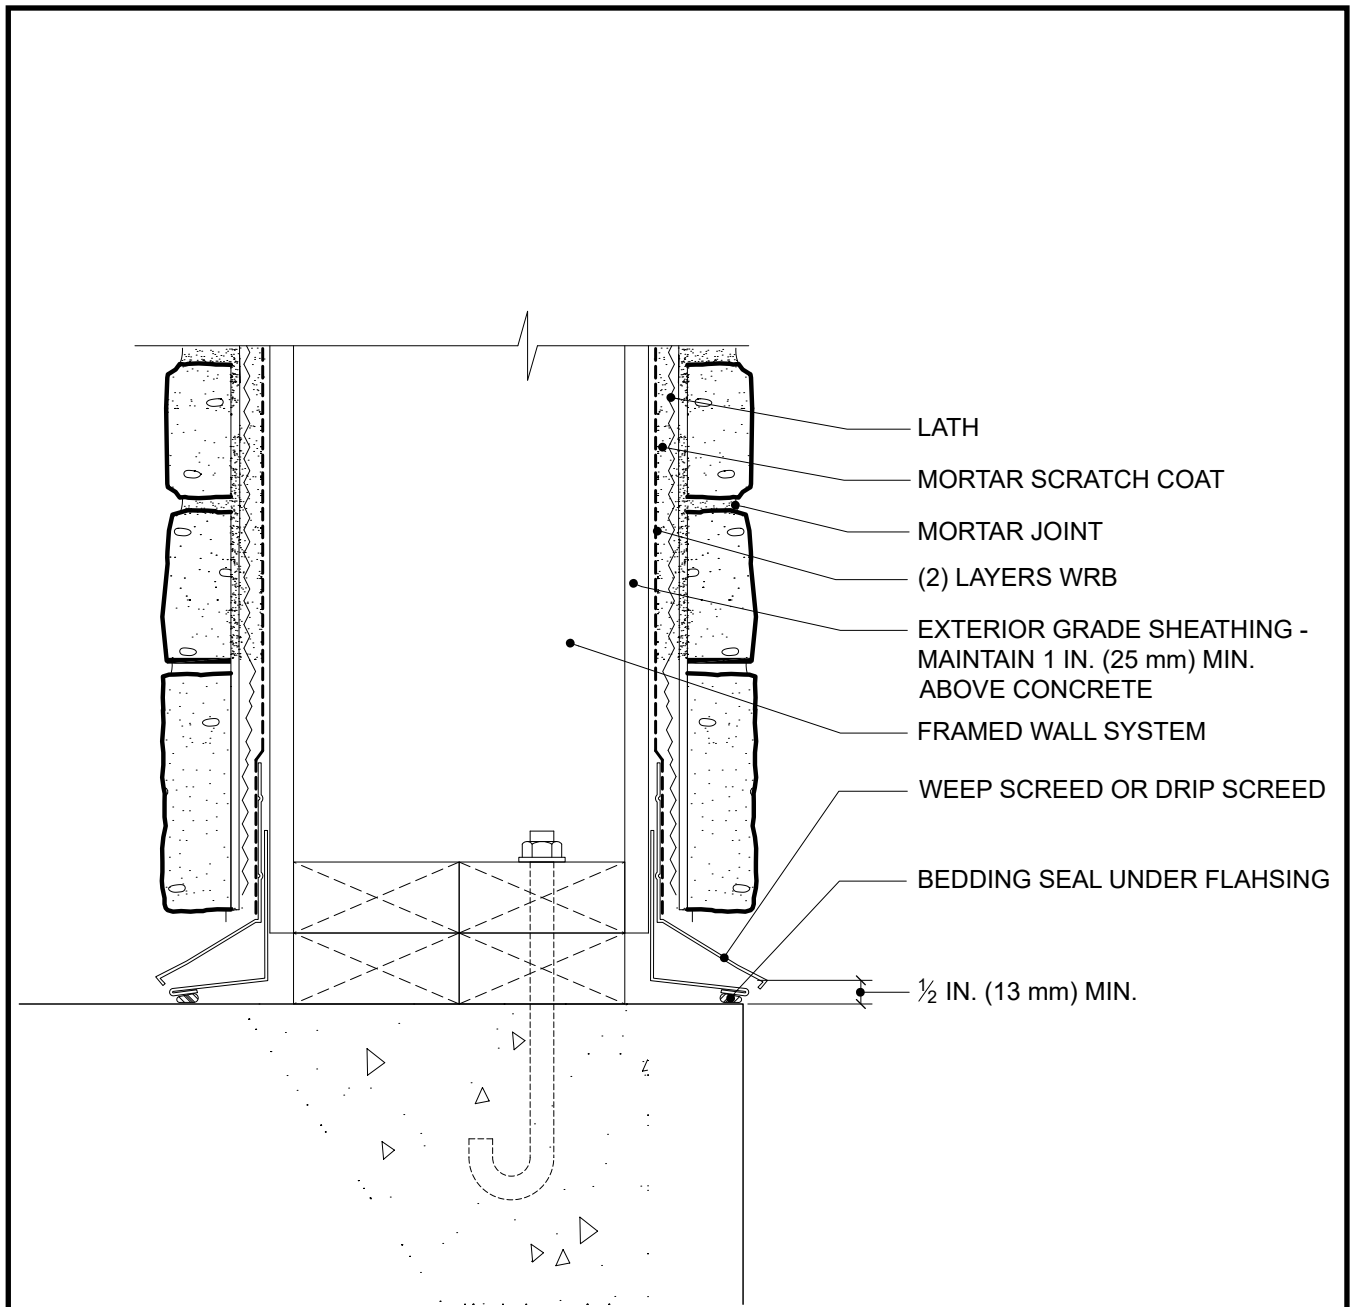 LATH
MORTAR SCRATCH COAT
MORTAR JOINT
(2) LAYERS WRB
EXTERIOR GRADE SHEATHING -
MAINTAIN 1 IN. (25 mm) MIN.
ABOVE CONCRETE
FRAMED WALL SYSTEM
WEEP SCREED OR DRIP SCREED
BEDDING SEAL UNDER FLAHSING
½ IN. (13 mm) MIN.